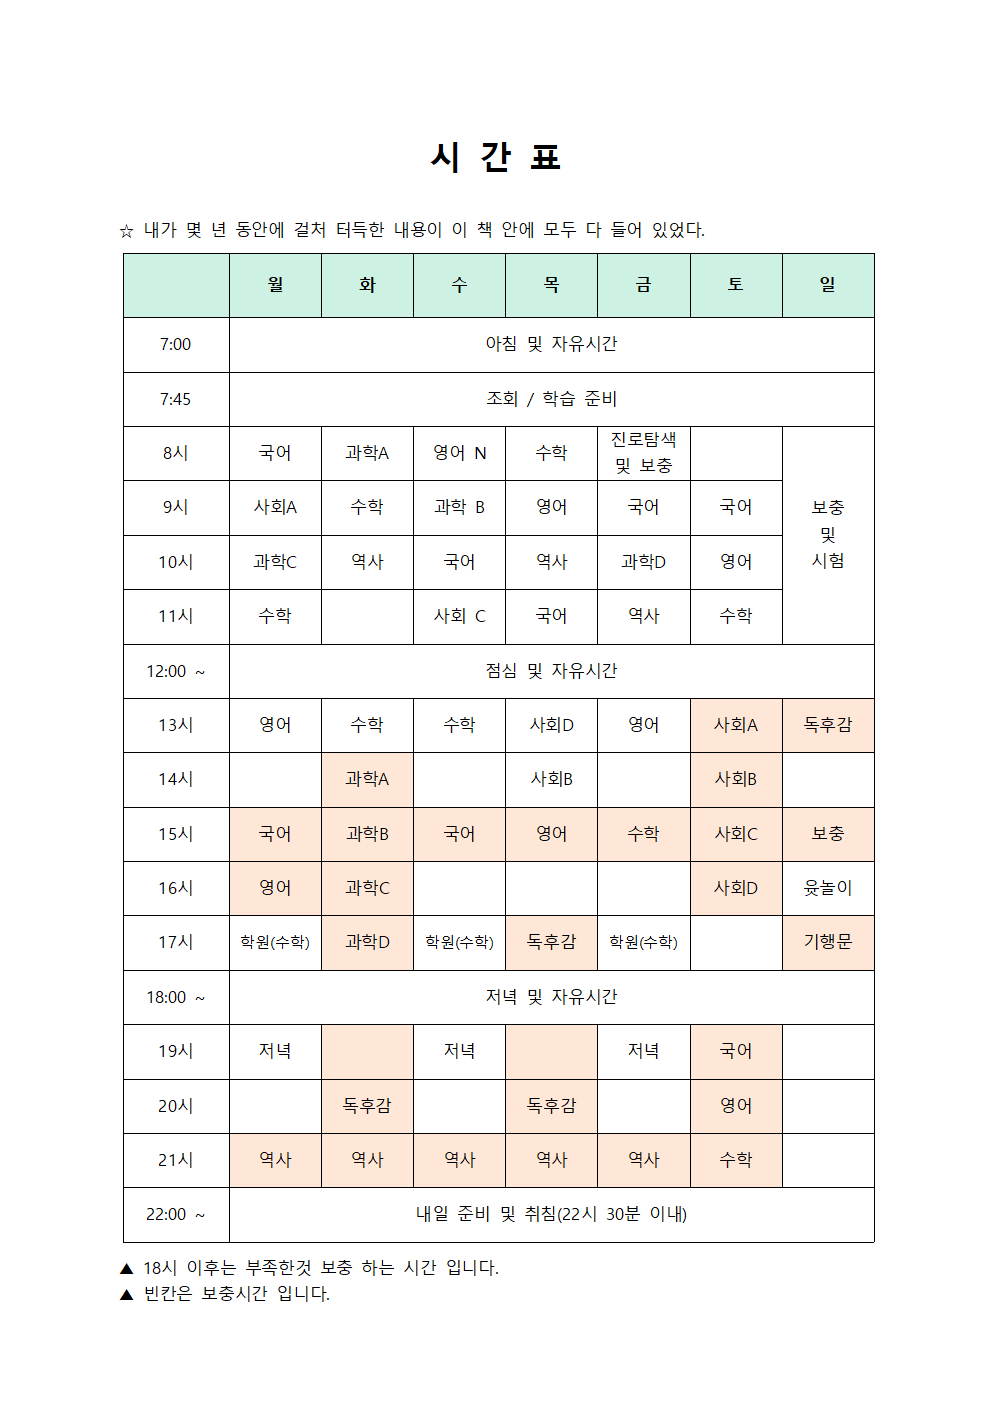 시 간 표
☆ 내가 몇 년 동안에 걸처 터득한 내용이 이 책 안에 모두 다 들어 있었다.
월 화 수 목 금 토 일
7:00 아침 및 자유시간
7:45 조회 / 학습 준비
8시 국어 과학A 영어 N 수학 진로탐색 및 보충
9시 사회A 수학 과학 B 영어 국어 국어
보충
및
시험
10시 과학C 역사 국어 역사 과학D 영어
11시 수학 사회 C 국어 역사 수학
12:00 ~ 점심 및 자유시간
13시 영어 수학 수학 사회D 영어 사회A 독후감
14시 과학A 사회B 사회B
15시 국어 과학B 국어 영어 수학 사회C 보충
16시 영어 과학C 사회D 윷놀이
17시 학원(수학) 과학D 학원(수학) 독후감 학원(수학) 기행문
18:00 ~ 저녁 및 자유시간
19시 저녁 저녁 저녁 국어
20시 독후감 독후감 영어
21시 역사 역사 역사 역사 역사 수학
22:00 ~ 내일 준비 및 취침(22시 30분 이내)
▲ 18시 이후는 부족한것 보충 하는 시간 입니다.
▲ 빈칸은 보충시간 입니다.